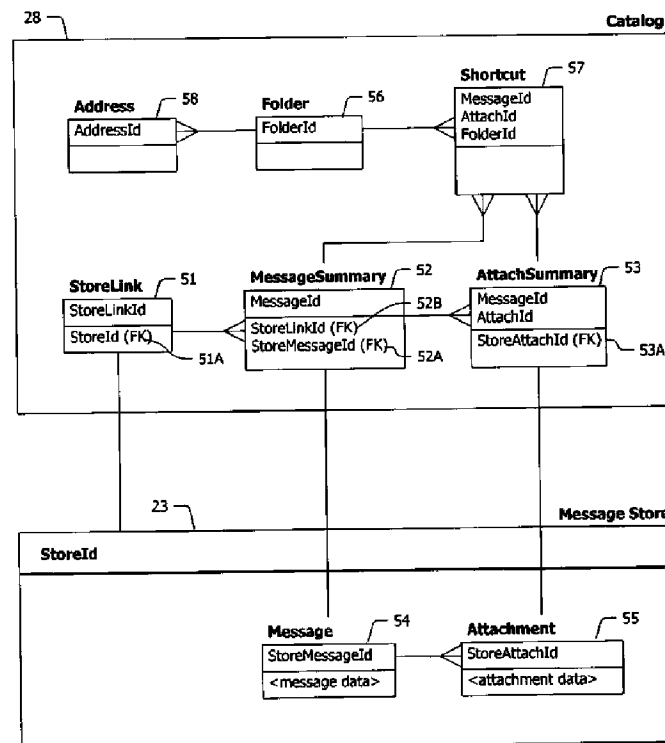 28
Catalog
Shortcut
57
MessageId
AttachId
FolderId
Address
58
AddressId
Folder
56
FolderId
StoreLink
51
StoreLinkId
StoreId (FK)
51A
MessageSummary
52
MessageId
52B
StoreLinkId (FK)
StoreMessageId (FK)
52A
AttachSummary
53
MessageId
AttachId
StoreAttachId (FK)
53A
23
Message Store
StoreId
Message
54
StoreMessageId
<message data>
Attachment
55
StoreAttachId
<attachment data>